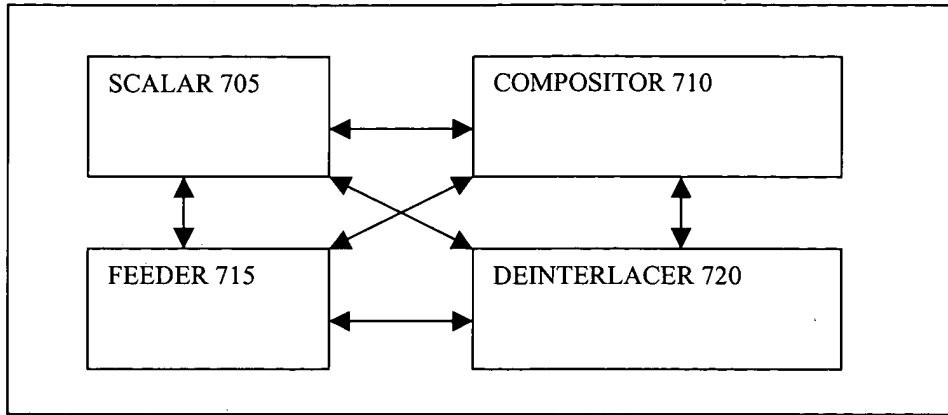 SCALAR 705
COMPOSITOR 710
FEEDER 715
DEINTERLACER 720